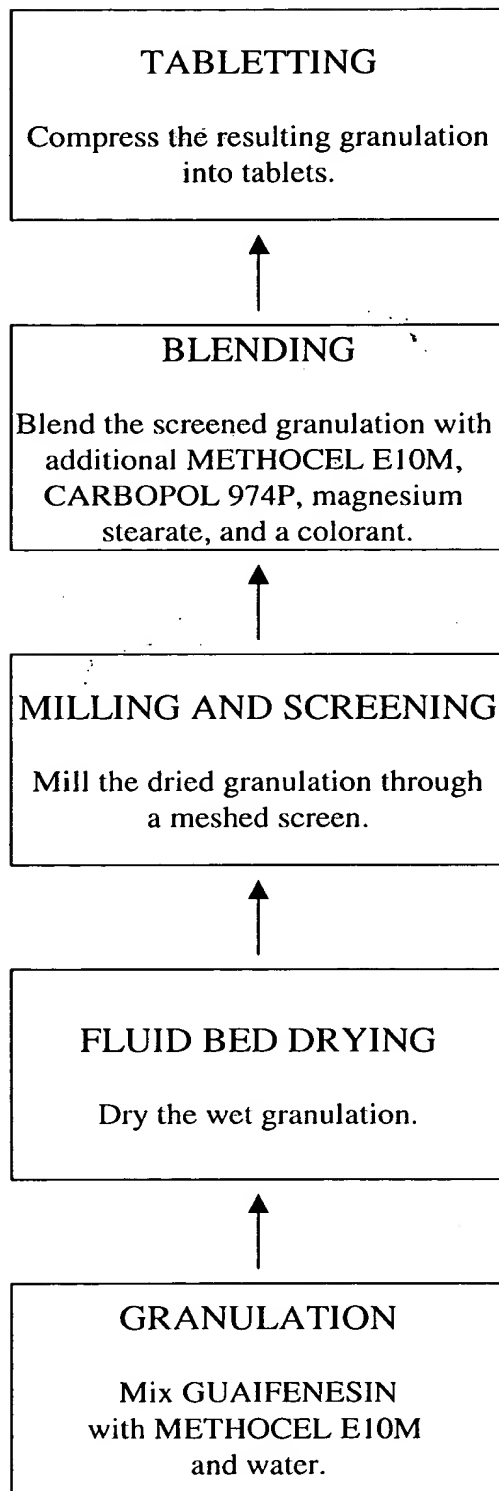 TABLETTING
Compress the resulting granulation
into tablets.
BLENDING
Blend the screened granulation with
additional METHOCEL E10M,
CARBOPOL 974P, magnesium
stearate, and a colorant.
MILLING AND SCREENING
Mill the dried granulation through
a meshed screen.
FLUID BED DRYING
Dry the wet granulation.
GRANULATION
Mix GUAIFENESIN
with METHOCEL E10M
and water.